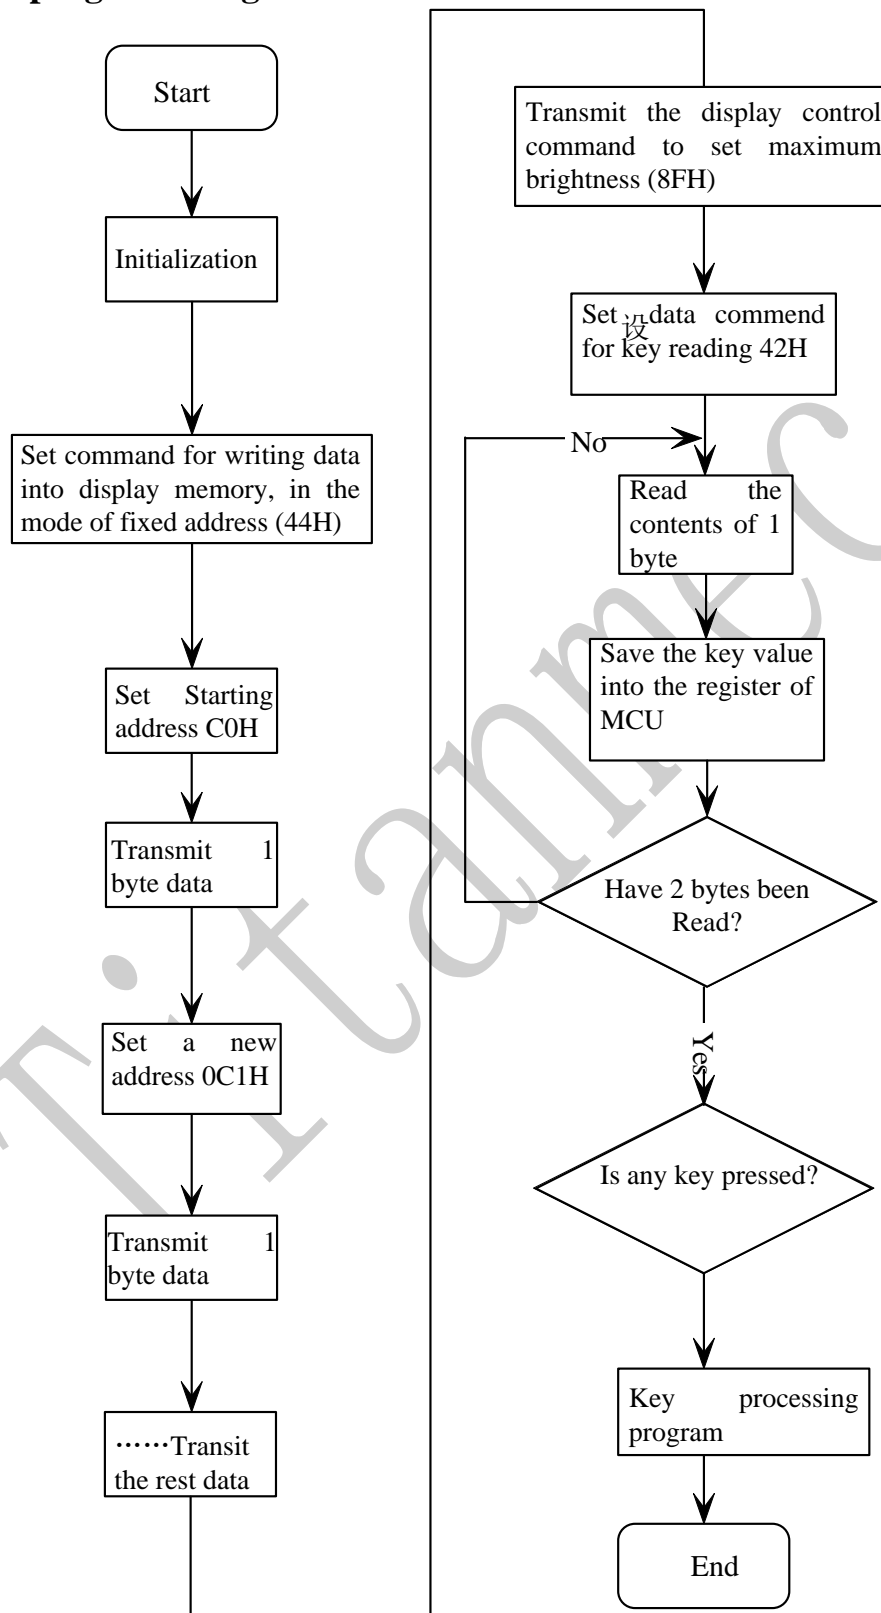 Start
Initialization
Set command for writing data
into display memory, in the
mode of fixed address (44H)
Set Starting
address C0H
Transmit 1
byte data
Set a new
address 0C1H
Transmit 1
byte data
······Transit
the rest data
Transmit the display control
command to set maximum
brightness (8FH)
Set 设 data commend
for key reading 42H
No
Read the
contents of 1
byte
Save the key value
into the register of
MCU
Have 2 bytes been
Read?
Yes
Is any key pressed?
Key processing
program
End
Titanmec